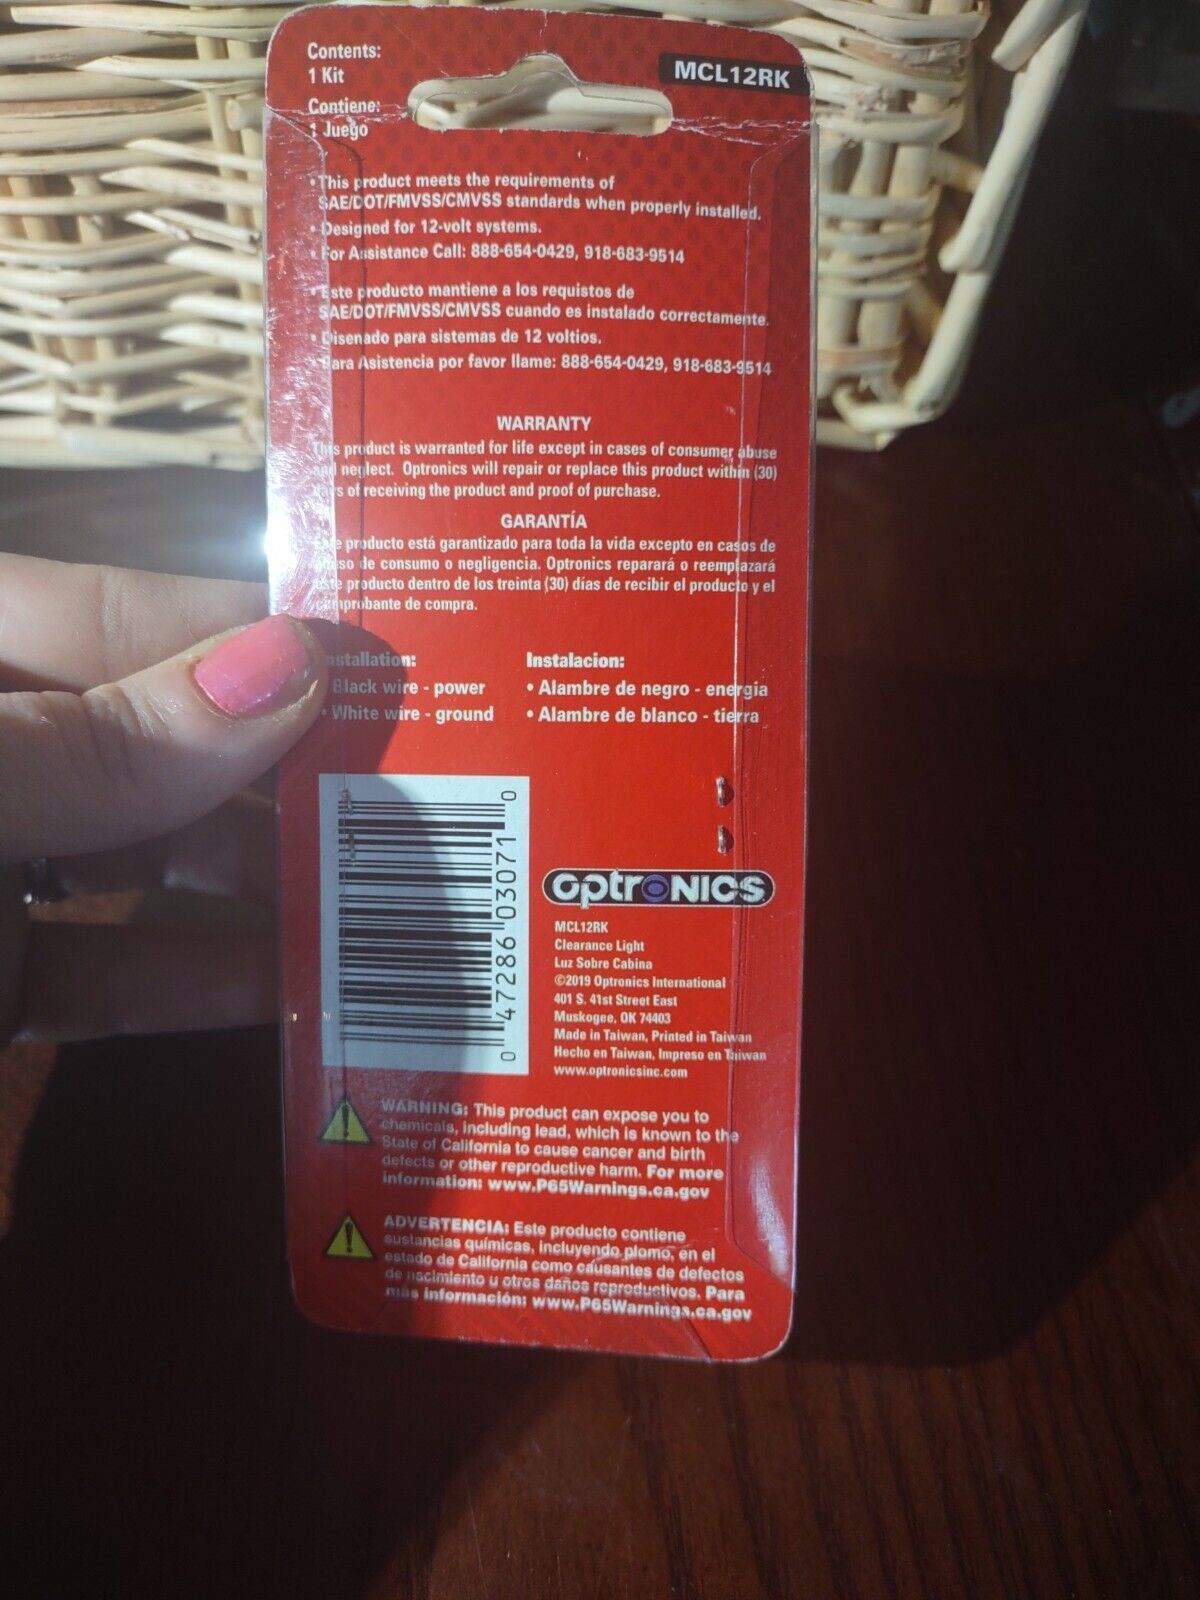 Contents:
1 Kit
Contiene:
1 Juego
MCL12RK
• This product meets the requirements of
SAE/DOT/FMVSS/CMVSS standards when properly installed.
• Designed for 12-volt systems.
• For Assistance Call: 888-654-0429, 918-683-9514
• Este producto mantiene a los requistos de
SAE/DOT/FMVSS/CMVSS cuando es instalado correctamente.
• Disenado para sistemas de 12 voltios.
Para Asistencia por favor llame: 888-654-0429, 918-683-9514
WARRANTY
This product is warranted for life except in cases of consumer abuse
and neglect. Optronics will repair or replace this product within (30)
days of receiving the product and proof of purchase.
GARANTÍA
Este producto está garantizado para toda la vida excepto en casos de
abuso de consumo o negligencia. Optronics reparará o reemplazará
este producto dentro de los treinta (30) días de recibir el producto y el
comprobante de compra.
Installation:
• Black wire - power
• White wire - ground
Instalacion:
• Alambre de negro - energia
• Alambre de blanco - tierra
0 47286 03071 0
optronics
MCL12RK
Clearance Light
Luz Sobre Cabina
©2019 Optronics International
401 S. 41st Street East
Muskogee, OK 74403
Made in Taiwan, Printed in Taiwan
Hecho en Taiwan, Impreso en Taiwan
www.optronicsinc.com
WARNING: This product can expose you to
chemicals, including lead, which is known to the
State of California to cause cancer and birth
defects or other reproductive harm. For more
information: www.P65Warnings.ca.gov
ADVERTENCIA: Este producto contiene
sustancias químicas, incluyendo plomo, en el
estado de California como causantes de defectos
de nacimiento u otros daños reproductivos. Para
más información: www.P65Warnings.ca.gov